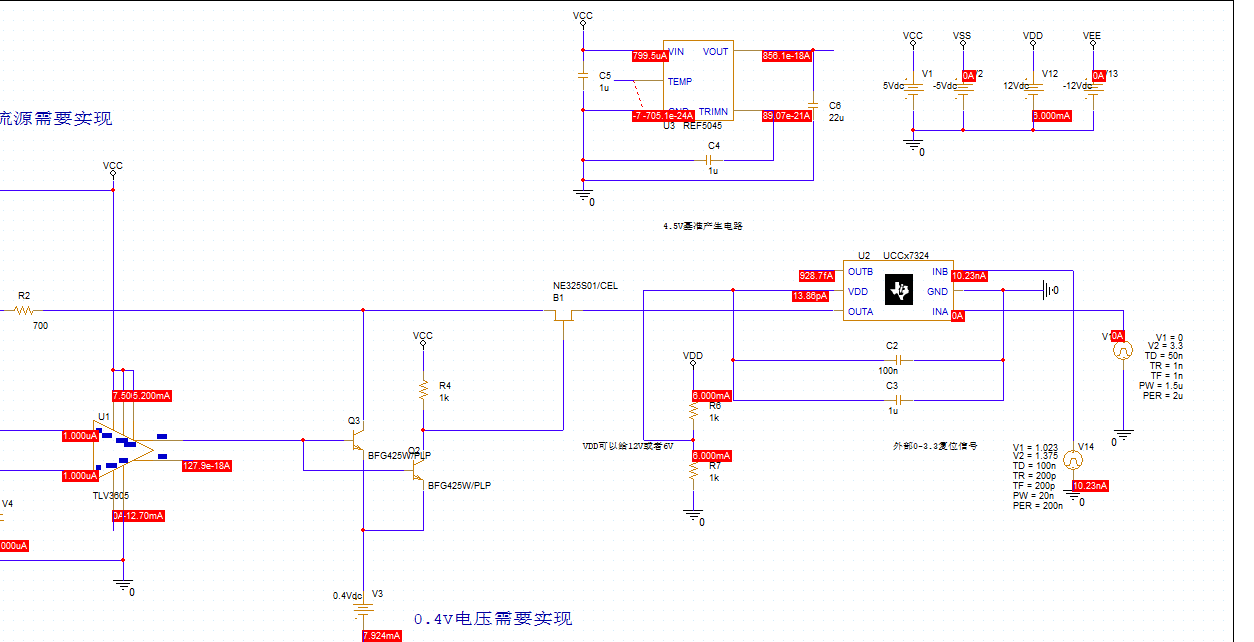 VCC
799.5uA
VIN
VOUT
856.1e-18A
C5
1u
TEMP
-7
-705.1e-24A
TRIMN
89.07e-21A
C6
22u
U3
REF5045
C4
1u
0
4.5V基准产生电路
VCC
VSS
VDD
VEE
V1
5Vdc
0A
-5Vdc
V12
12Vdc
0A
-12Vdc
0
流源需要实现
VCC
R2
700
7.50
5.200mA
U1
1.000uA
1.000uA
127.9e-18A
TLV3605
0A
-12.70mA
V4
000uA
0
NE325S01/CEL
B1
VCC
R4
1k
Q3
BFG425W/PLP
Q2
BFG425W/PLP
0.4Vdc
V3
7.924mA
0.4V电压需要实现
U2
UCCx7324
928.7fA
OUTB
INB
10.23nA
13.86pA
VDD
GND
0
OUTA
INA
0A
C2
100n
C3
1u
VDD
6.000mA
R6
1k
6.000mA
R7
1k
0
VDD可以给12V或者6V
外部0-3.3复位信号
0A
V1 = 0
V2 = 3.3
TD = 50n
TR = 1n
TF = 1n
PW = 1.5u
PER = 2u
0
V14
V1 = 1.023
V2 = 1.375
TD = 100n
TR = 200p
TF = 200p
PW = 20n
PER = 200n
10.23nA
0